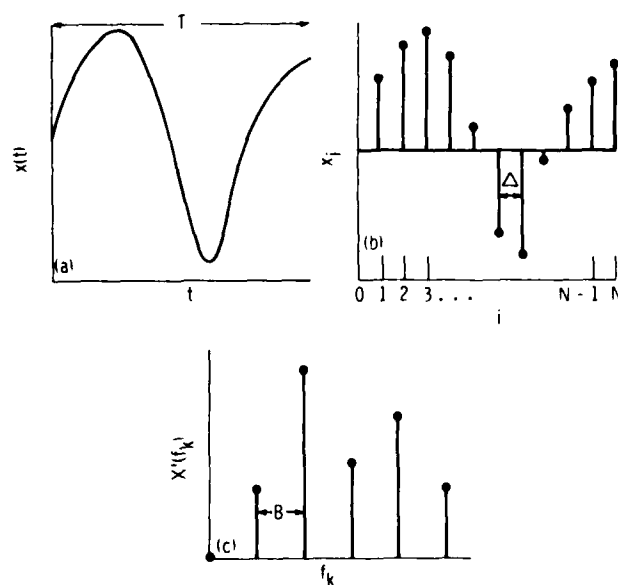 T
x(t)
(a)
t
x_i
Δ
(b)
0 1 2 3... N-1 N
i
X'(f_k)
B
(c)
f_k